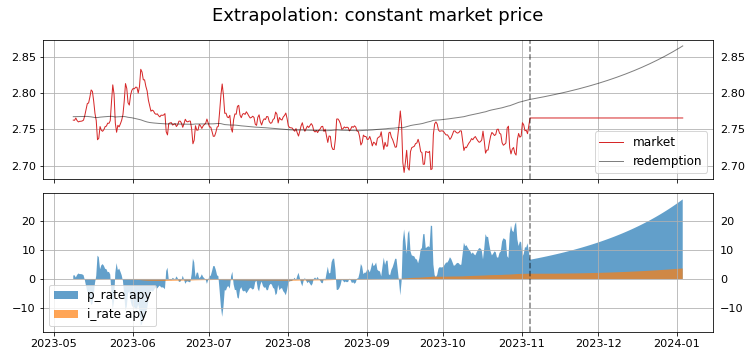 Extrapolation: constant market price
2.85 2.85
2.80 2.80
2.75 2.75
2.70 2.70
market
redemption
20 20
10 10
0 0
−10 −10
p_rate apy
i_rate apy
2023-05 2023-06 2023-07 2023-08 2023-09 2023-10 2023-11 2023-12 2024-01